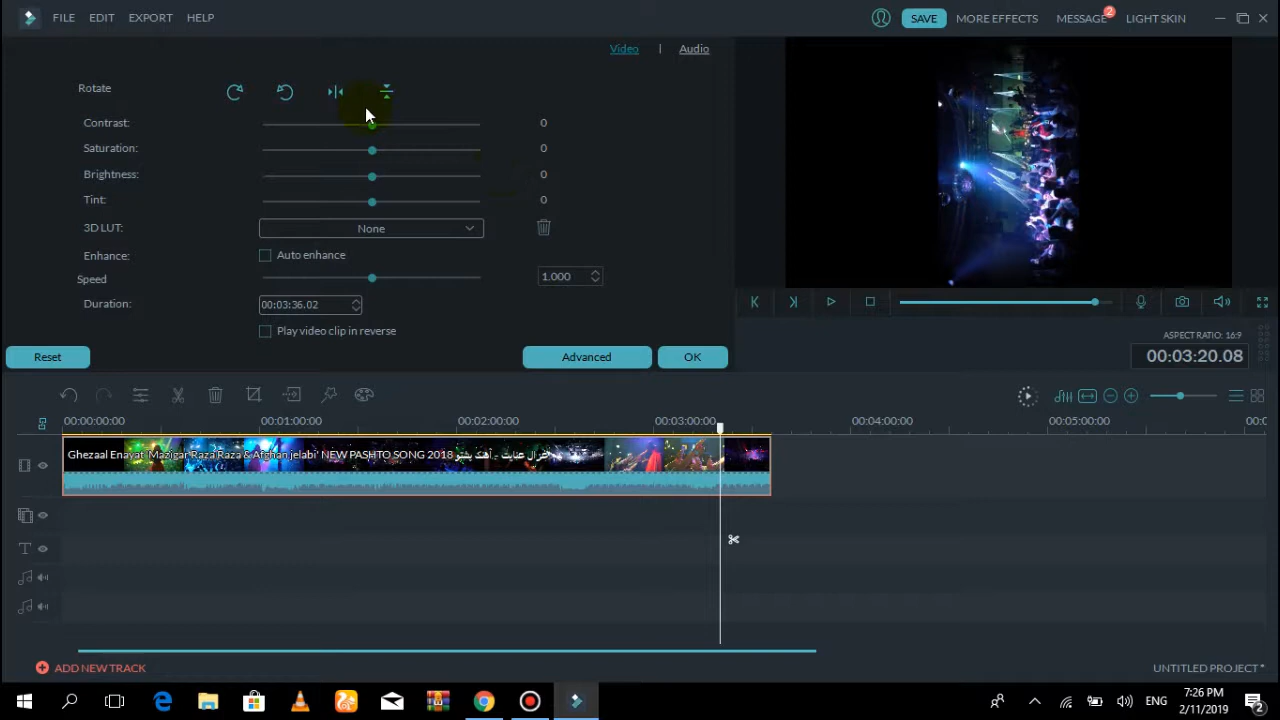 FILE EDIT EXPORT HELP
SAVE MORE EFFECTS MESSAGE 2 LIGHT SKIN
Video | Audio
Rotate
Contrast: 0
Saturation: 0
Brightness: 0
Tint: 0
3D LUT: None
Enhance: Auto enhance
Speed 1.000
Duration: 00:03:36.02
Play video clip in reverse
Reset Advanced OK
ASPECT RATIO: 16:9
00:03:20.08
00:00:00:00 00:01:00:00 00:02:00:00 00:03:00:00 00:04:00:00 00:05:00:00
Ghezaal Enayat Mazigar Raza Raza & Afghan jelabi' NEW PASHTO SONG 2018 غزال عنایت - آهنگ پشتو
ADD NEW TRACK
UNTITLED PROJECT*
ENG
7:26 PM
2/11/2019
2